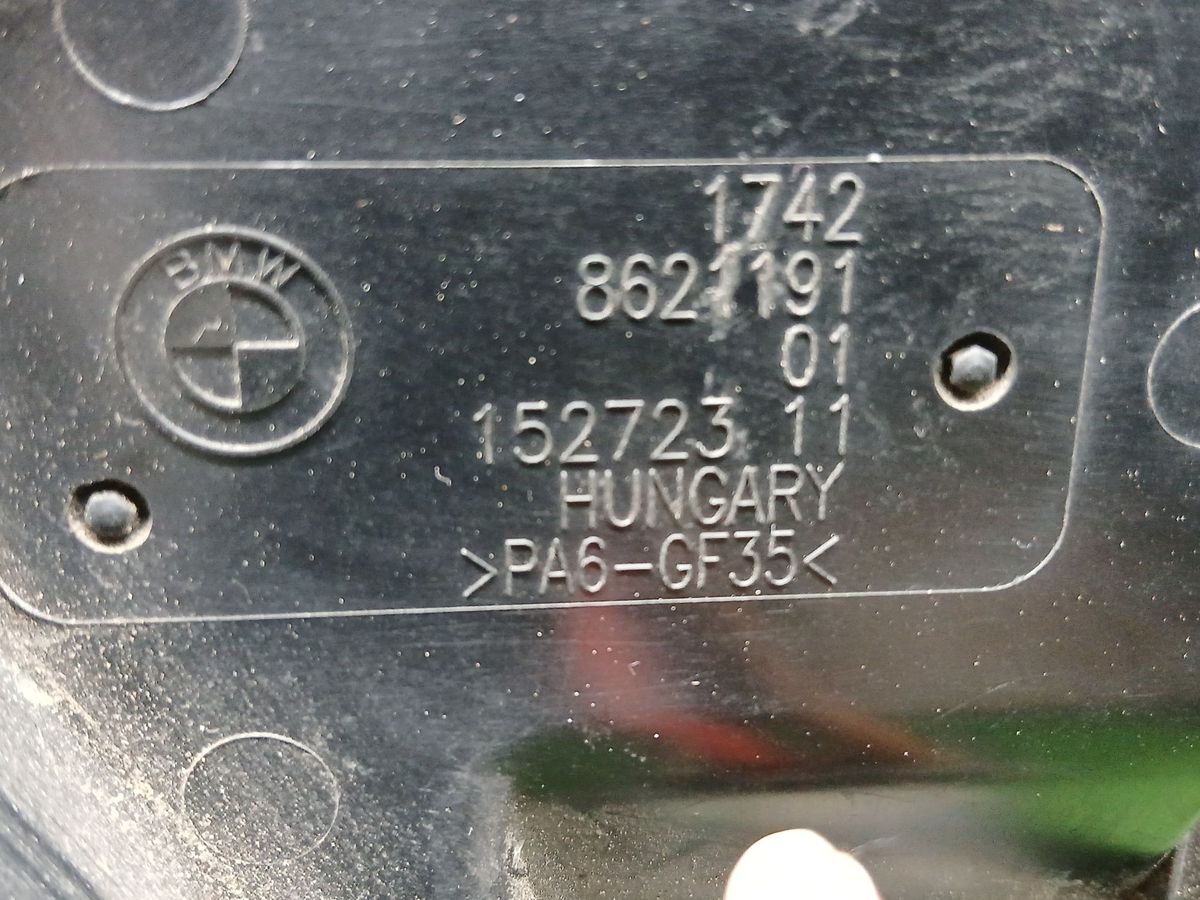 BMW
1742
8621191
01
152723 11
HUNGARY
>PA6-GF35<